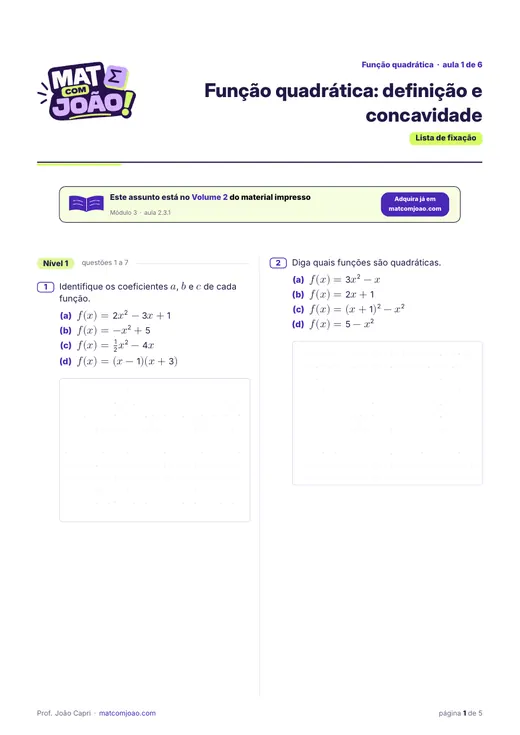 MAT
COM
JOÃO!
Σ
Função quadrática · aula 1 de 6
Função quadrática: definição e
concavidade
Lista de fixação
Este assunto está no Volume 2 do material impresso
Módulo 3 · aula 2.3.1
Adquira já em
matcomjoao.com
Nível 1 questões 1 a 7
1 Identifique os coeficientes a, b e c de cada
função.
(a) f(x) = 2x² − 3x + 1
(b) f(x) = −x² + 5
(c) f(x) = ½x² − 4x
(d) f(x) = (x − 1)(x + 3)
2 Diga quais funções são quadráticas.
(a) f(x) = 3x² − x
(b) f(x) = 2x + 1
(c) f(x) = (x + 1)² − x²
(d) f(x) = 5 − x²
Prof. João Capri · matcomjoao.com
página 1 de 5